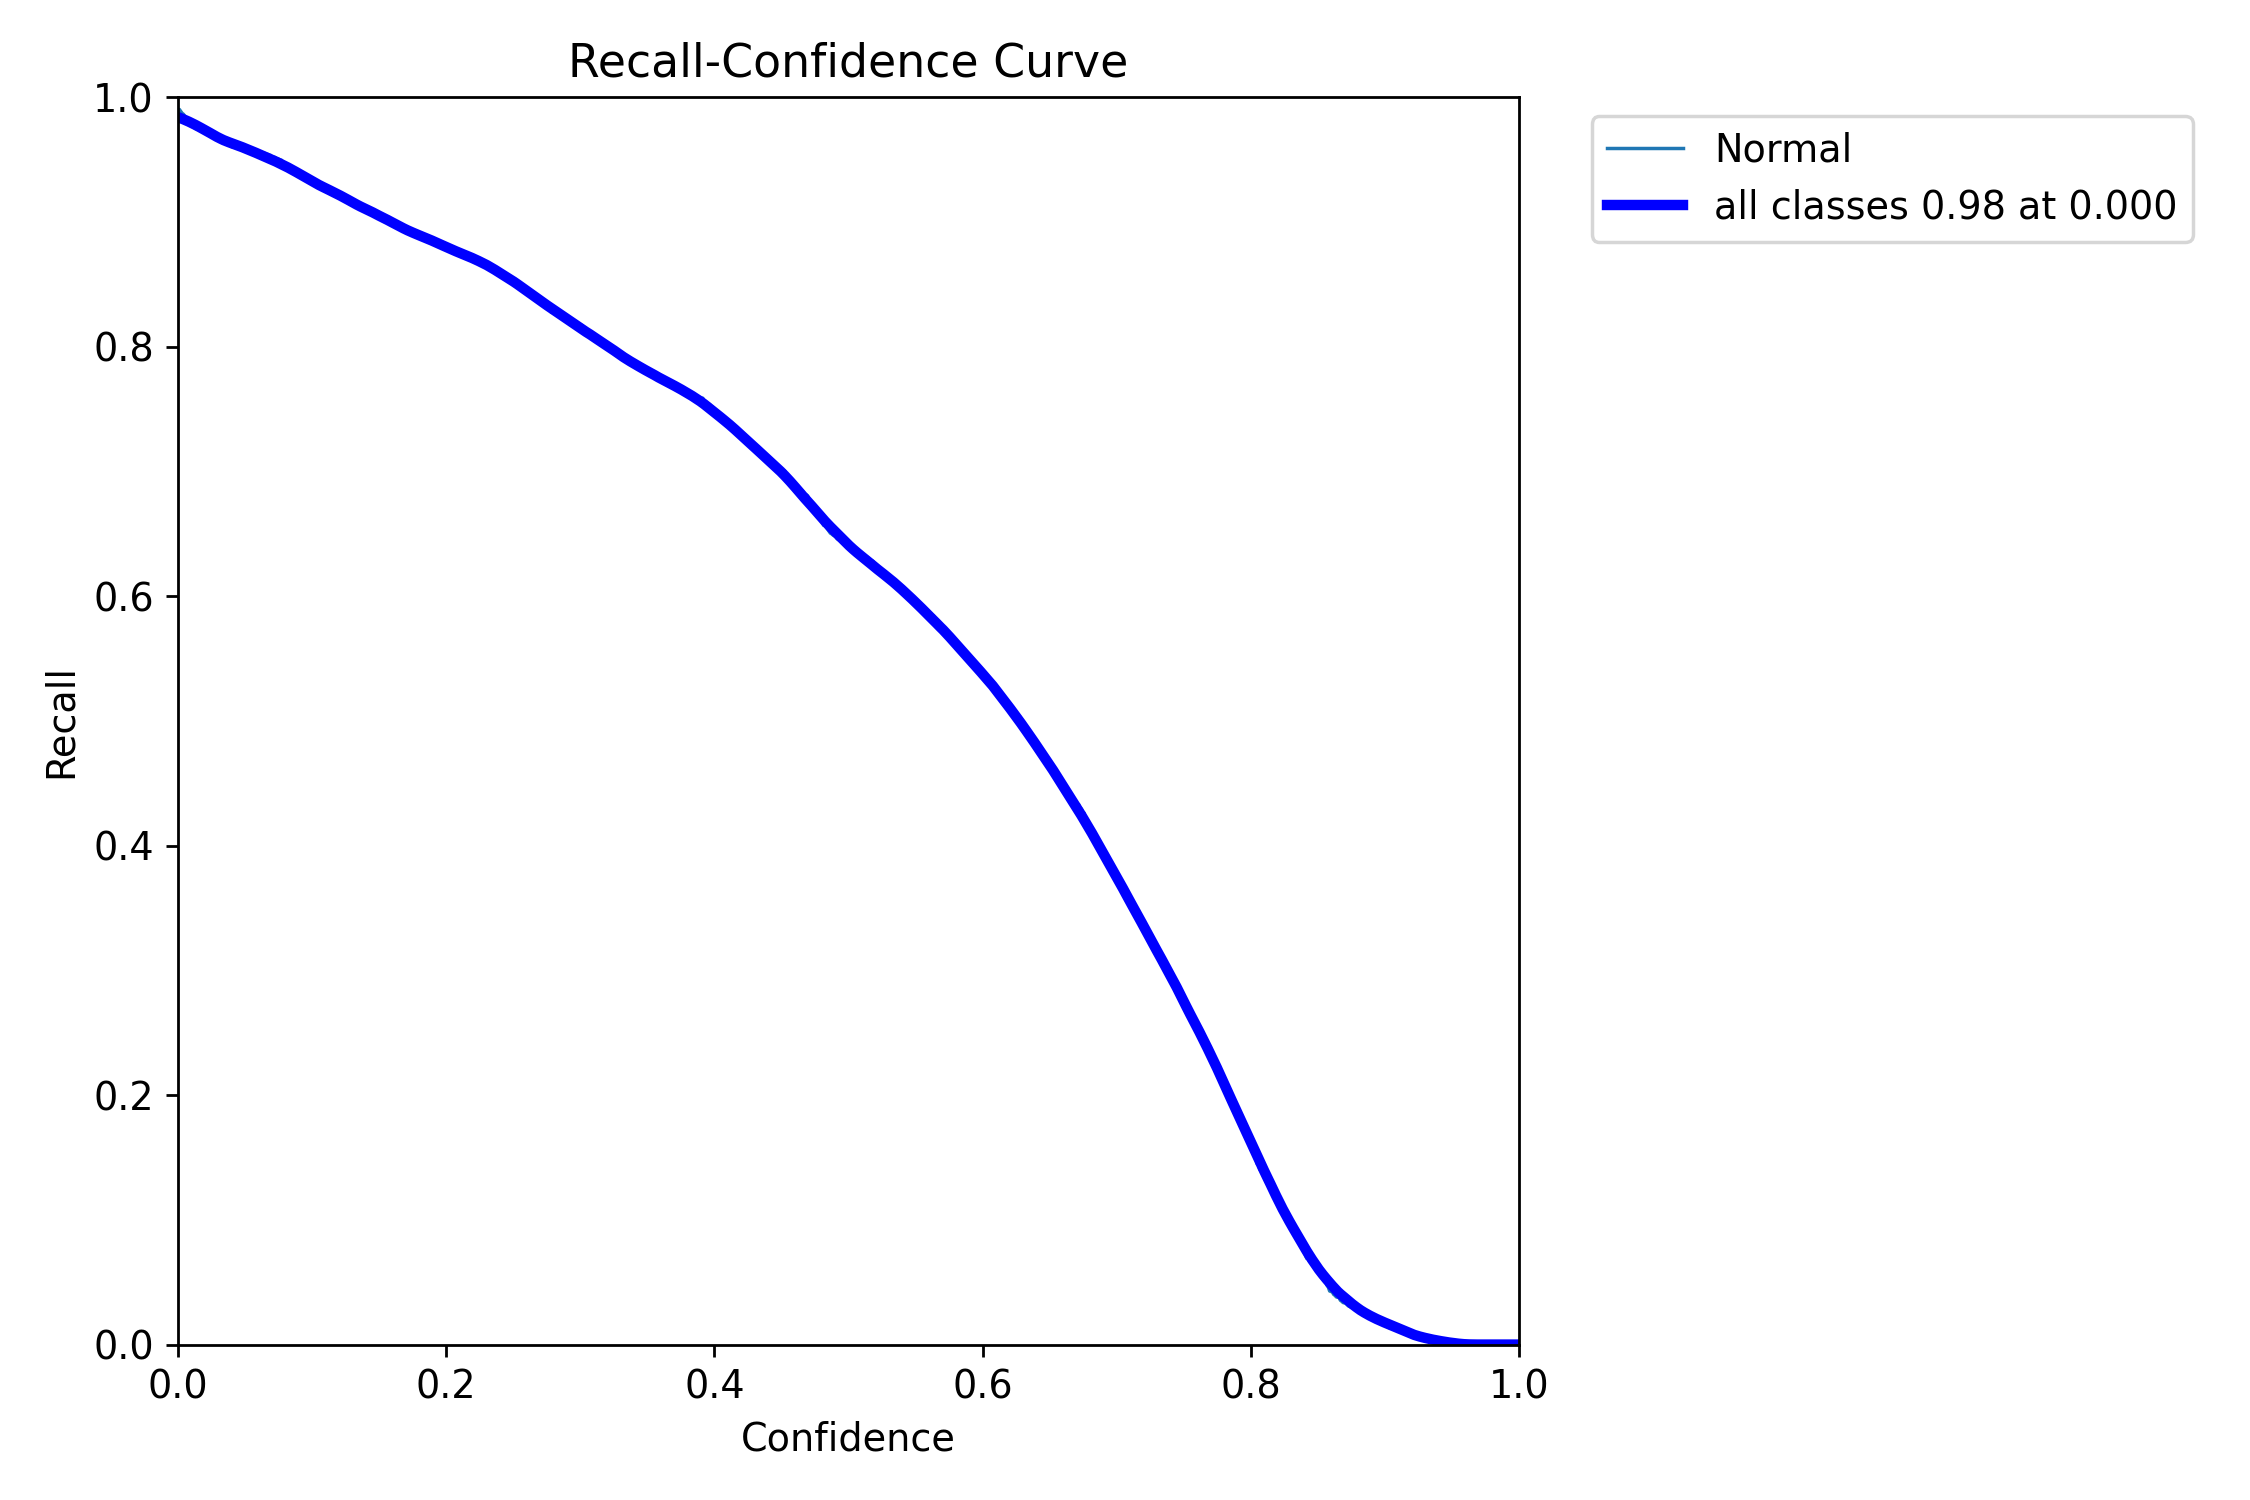 Recall-Confidence Curve
1.0
0.8
0.6
0.4
0.2
0.0
Recall
0.0 0.2 0.4 0.6 0.8 1.0
Confidence
Normal
all classes 0.98 at 0.000